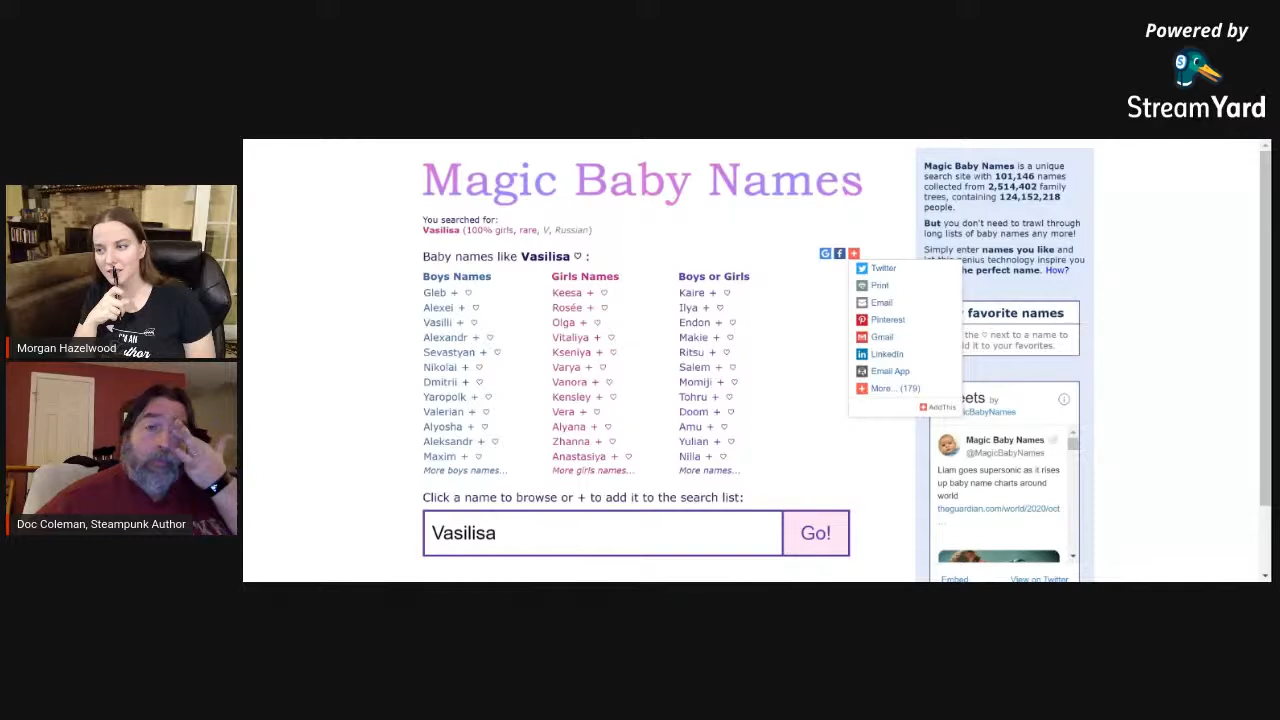 Powered by
StreamYard
Magic Baby Names
You searched for:
Vasilisa (100% girls, rare, V, Russian)
Baby names like Vasilisa ♡ :
Boys Names
Gleb + ♡
Alexei + ♡
Vasilli + ♡
Alexandr + ♡
Sevastyan + ♡
Nikolai + ♡
Dmitrii + ♡
Yaropolk + ♡
Valerian + ♡
Alyosha + ♡
Aleksandr + ♡
Maxim + ♡
More boys names...
Girls Names
Keesa + ♡
Rosée + ♡
Olga + ♡
Vitaliya + ♡
Kseniya + ♡
Varya + ♡
Vanora + ♡
Kensley + ♡
Vera + ♡
Alyana + ♡
Zhanna + ♡
Anastasiya + ♡
More girls names...
Boys or Girls
Kaire + ♡
Ilya + ♡
Endon + ♡
Makie + ♡
Ritsu + ♡
Salem + ♡
Momiji + ♡
Tohru + ♡
Doom + ♡
Amu + ♡
Yulian + ♡
Nilla + ♡
More names...
Click a name to browse or + to add it to the search list:
Vasilisa
Go!
Twitter
Print
Email
Pinterest
Gmail
LinkedIn
Email App
More... (179)
AddThis
Magic Baby Names is a unique
search site with 101,146 names
collected from 2,514,402 family
trees, containing 124,152,218
people.
But you don't need to trawl through
long lists of baby names any more!
Simply enter names you like and
let this genius technology inspire you
the perfect name. How?
favorite names
the ♡ next to a name to
it to your favorites.
by
Magic Baby Names
@MagicBabyNames
Liam goes supersonic as it rises
up baby name charts around
world
theguardian.com/world/2020/oct
...
Embed
View on Twitter
Morgan Hazelwood
I'M AN
Doc Coleman, Steampunk Author